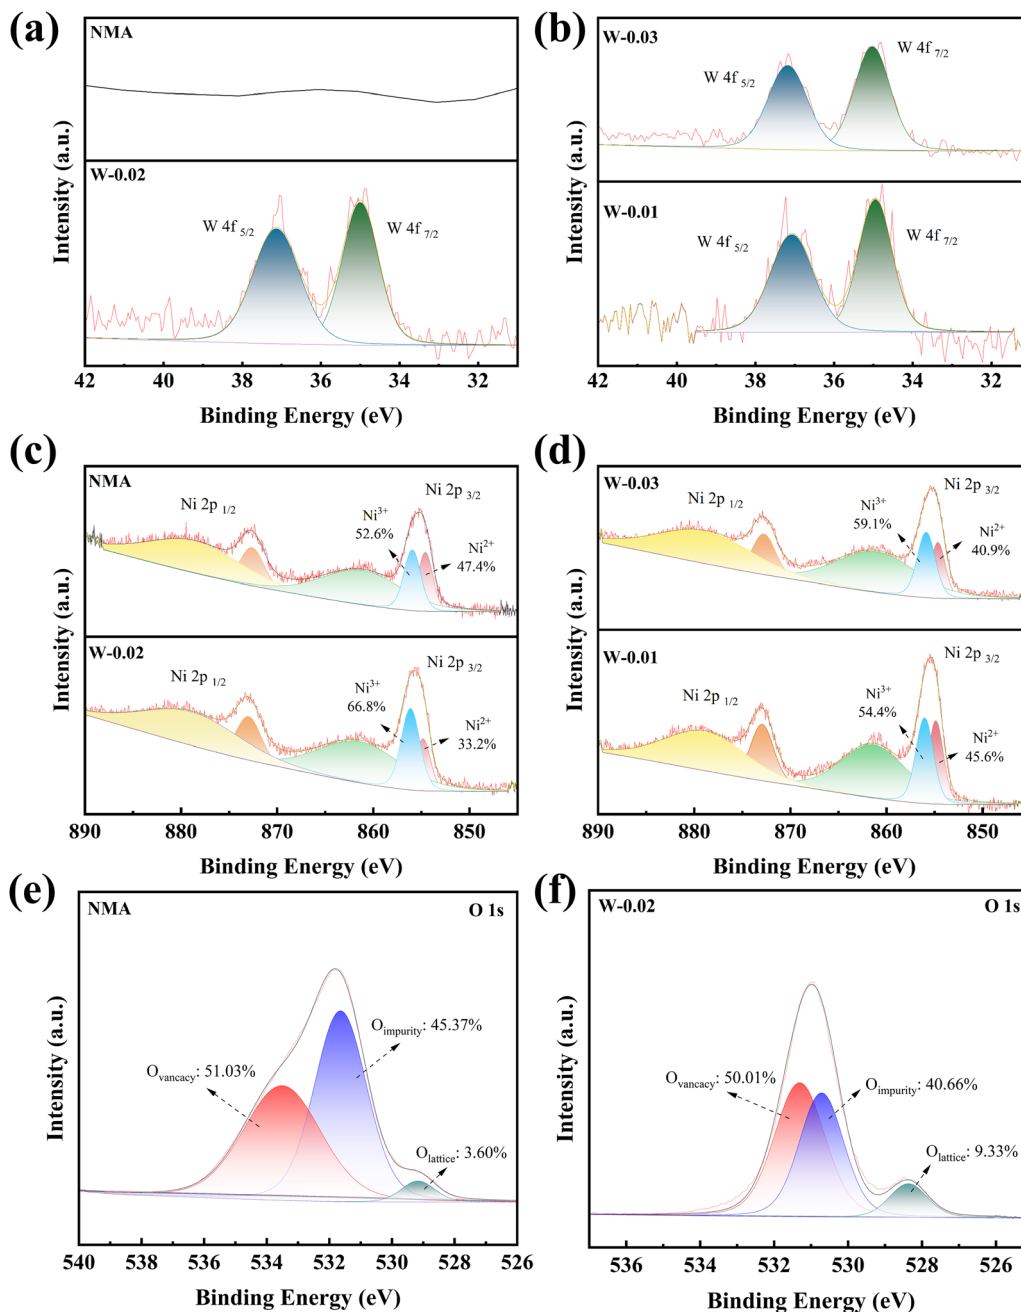 (a)
NMA
W-0.02
W 4f 5/2
W 4f 7/2
Intensity (a.u.)
42 40 38 36 34 32
Binding Energy (eV)
(b)
W-0.03
W 4f 5/2
W 4f 7/2
W-0.01
W 4f 5/2
W 4f 7/2
Intensity (a.u.)
42 40 38 36 34 32
Binding Energy (eV)
(c)
NMA
Ni 2p 1/2
Ni 2p 3/2
Ni3+
52.6%
Ni2+
47.4%
W-0.02
Ni 2p 1/2
Ni 2p 3/2
Ni3+
66.8%
Ni2+
33.2%
Intensity (a.u.)
890 880 870 860 850
Binding Energy (eV)
(d)
W-0.03
Ni 2p 1/2
Ni 2p 3/2
Ni3+
59.1%
Ni2+
40.9%
W-0.01
Ni 2p 1/2
Ni 2p 3/2
Ni3+
54.4%
Ni2+
45.6%
Intensity (a.u.)
890 880 870 860 850
Binding Energy (eV)
(e)
NMA
O 1s
Oimpurity: 45.37%
Ovancacy: 51.03%
Olattice: 3.60%
Intensity (a.u.)
540 538 536 534 532 530 528 526
Binding Energy (eV)
(f)
W-0.02
O 1s
Ovancacy: 50.01%
Oimpurity: 40.66%
Olattice: 9.33%
Intensity (a.u.)
536 534 532 530 528 526
Binding Energy (eV)